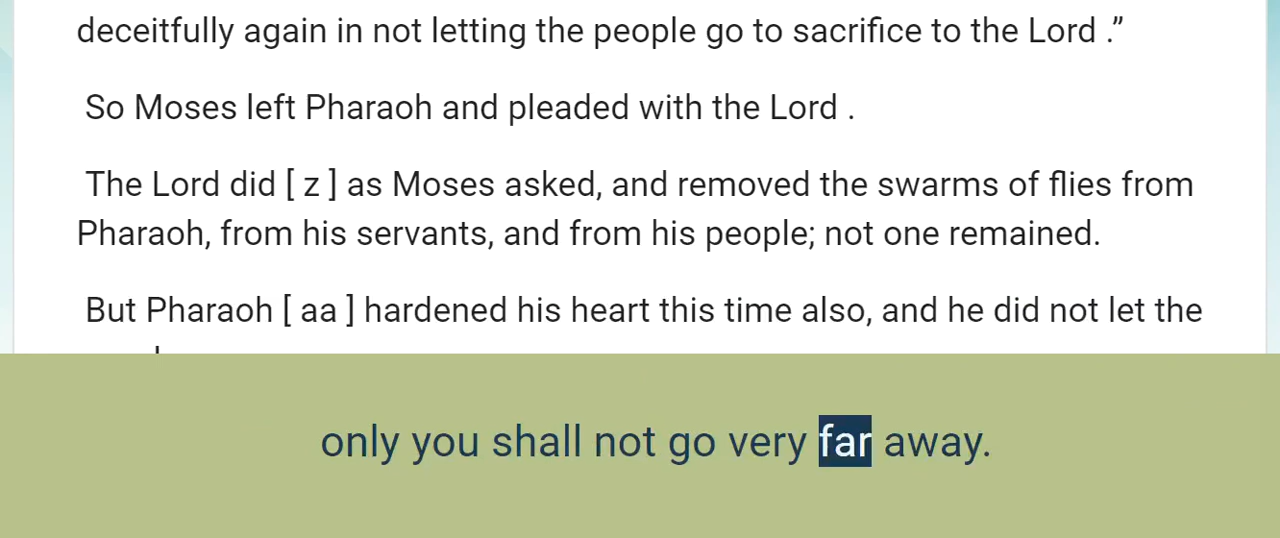 deceitfully again in not letting the people go to sacrifice to the Lord .”
So Moses left Pharaoh and pleaded with the Lord .
The Lord did [ z ] as Moses asked, and removed the swarms of flies from
Pharaoh, from his servants, and from his people; not one remained.
But Pharaoh [ aa ] hardened his heart this time also, and he did not let the
only you shall not go very far away.